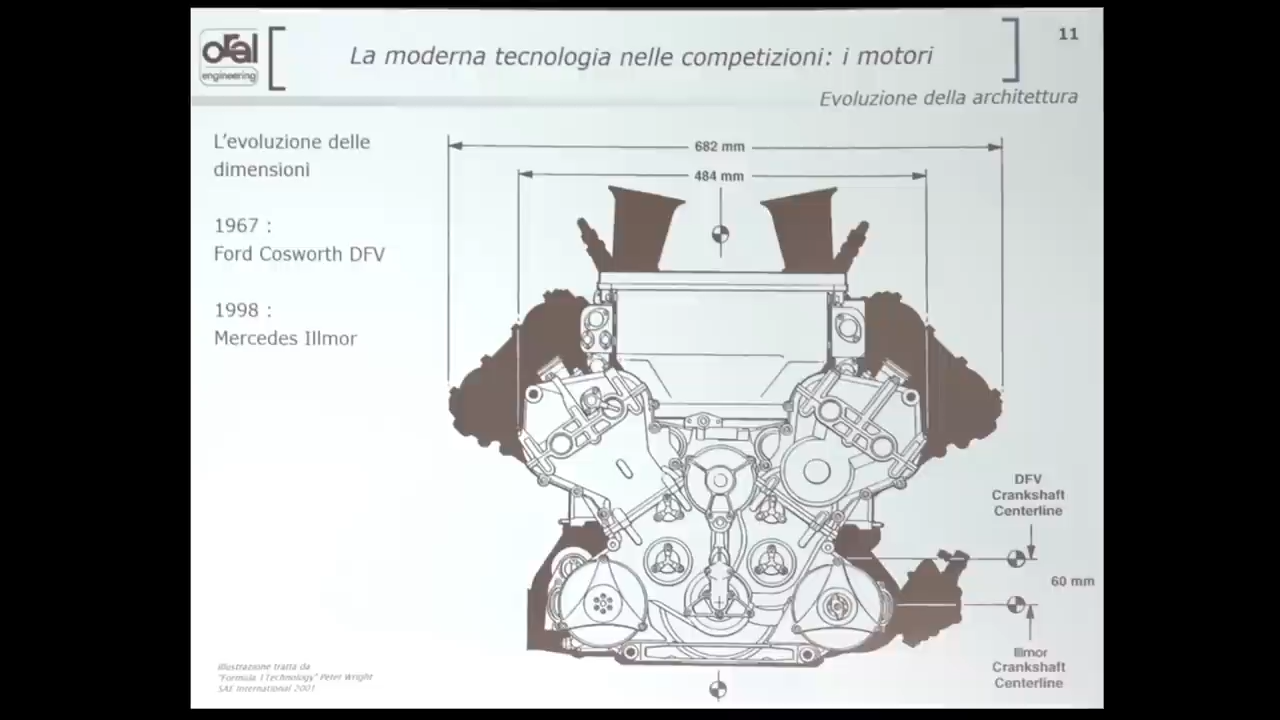 oral
engineering
La moderna tecnologia nelle competizioni: i motori
11
Evoluzione della architettura
L'evoluzione delle
dimensioni
1967 :
Ford Cosworth DFV
1998 :
Mercedes Illmor
682 mm
484 mm
DFV
Crankshaft
Centerline
60 mm
Illmor
Crankshaft
Centerline
Illustrazione tratta da
"Formula 1 Technology" Peter Wright
SAE International 2001